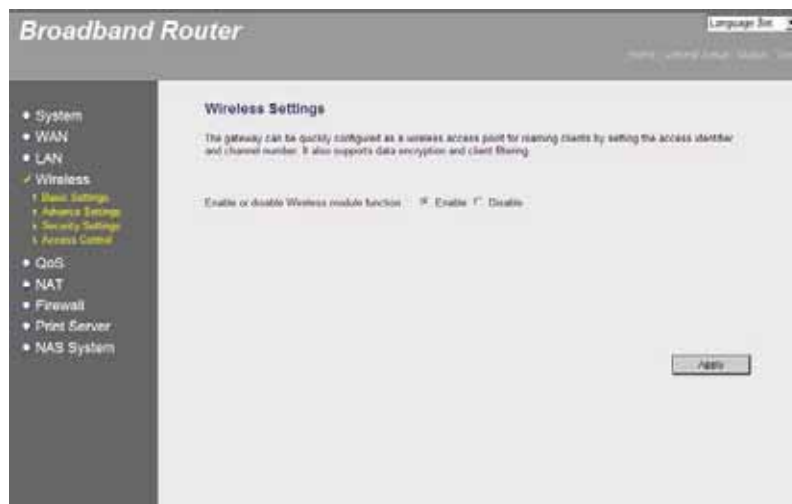 Broadband Router
Language
System
WAN
LAN
Wireless
Basic Settings
Advance Settings
Security Settings
Access Control
QoS
NAT
Firewall
Print Server
NAS System
Wireless Settings
The gateway can be quickly configured as a wireless access point for roaming clients by setting the access identifier
and channel number. It also supports data encryption and client filtering.
Enable or disable Wireless module function Enable Disable
Apply